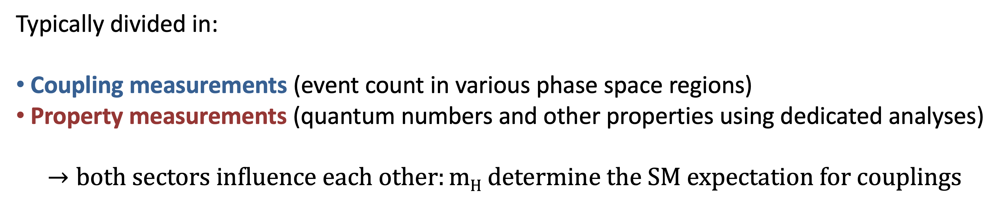 Typically divided in:
• Coupling measurements (event count in various phase space regions)
• Property measurements (quantum numbers and other properties using dedicated analyses)
→ both sectors influence each other: m_H determine the SM expectation for couplings